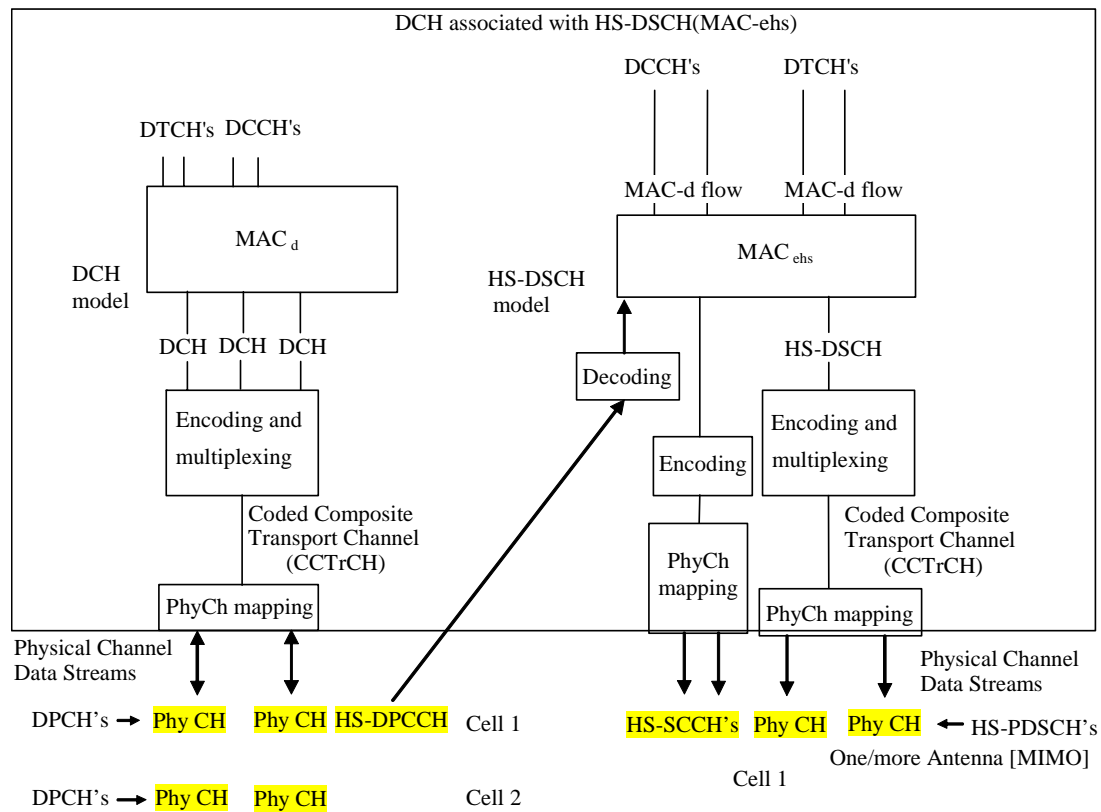 DCH associated with HS-DSCH(MAC-ehs)
DCCH's DTCH's
DTCH's DCCH's
MAC-d flow MAC-d flow
MAC d
MAC ehs
DCH
model
HS-DSCH
model
DCH DCH DCH
HS-DSCH
Decoding
Encoding and
multiplexing
Encoding and
multiplexing
Encoding
Coded Composite
Transport Channel
(CCTrCH)
Coded Composite
Transport Channel
(CCTrCH)
PhyCh
mapping
PhyCh mapping
PhyCh mapping
Physical Channel
Data Streams
Physical Channel
Data Streams
DPCH's Phy CH Phy CH HS-DPCCH Cell 1
HS-SCCH's Phy CH Phy CH HS-PDSCH's
One/more Antenna [MIMO]
Cell 1
DPCH's Phy CH Phy CH Cell 2